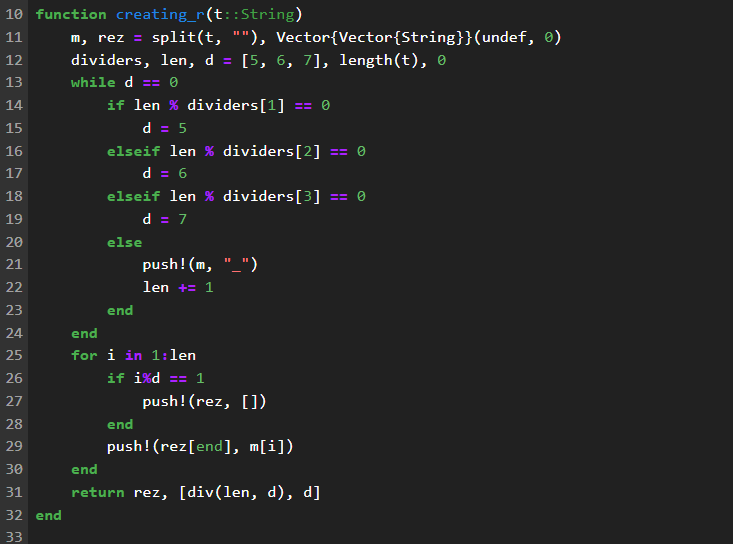 10 function creating_r(t::String)
11     m, rez = split(t, ""), Vector{Vector{String}}(undef, 0)
12     dividers, len, d = [5, 6, 7], length(t), 0
13     while d == 0
14         if len % dividers[1] == 0
15             d = 5
16         elseif len % dividers[2] == 0
17             d = 6
18         elseif len % dividers[3] == 0
19             d = 7
20         else
21             push!(m, "_")
22             len += 1
23         end
24     end
25     for i in 1:len
26         if i%d == 1
27             push!(rez, [])
28         end
29         push!(rez[end], m[i])
30     end
31     return rez, [div(len, d), d]
32 end
33